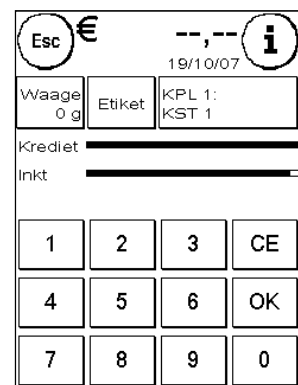 Esc € --,-- i
19/10/07
Waage 0 g Etiket KPL 1: KST 1
Krediet
Inkt
1 2 3 CE
4 5 6 OK
7 8 9 0